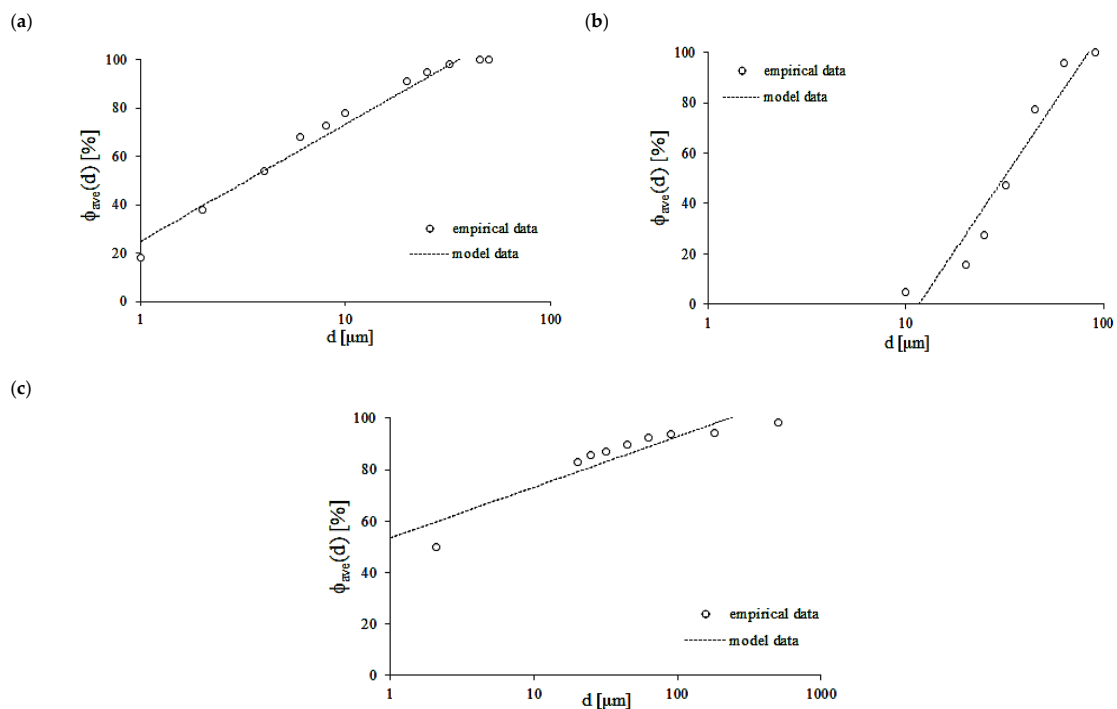 (a)
100
80
60
40
20
0
ϕave(d) [%]
empirical data
model data
1 10 100
d [µm]
(b)
100
80
60
40
20
0
ϕave(d) [%]
empirical data
model data
1 10 100
d [µm]
(c)
100
80
60
40
20
0
ϕave(d) [%]
empirical data
model data
1 10 100 1000
d [µm]